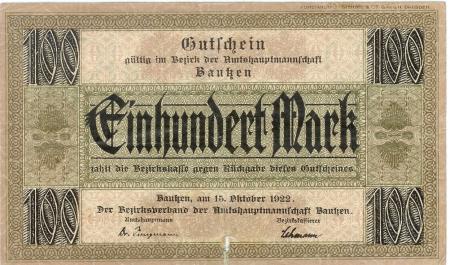 100 Gutschein 100
gültig im Bezirk der Amtshauptmannschaft
Bautzen
Einhundert Mark
zahlt die Bezirkskasse gegen Rückgabe dieses Gutscheines
100 Bautzen, am 15. Oktober 1922. 100
Der Bezirksverband der Amtshauptmannschaft Bautzen.
Amtshauptmann Bezirkskassierer
Lehmann